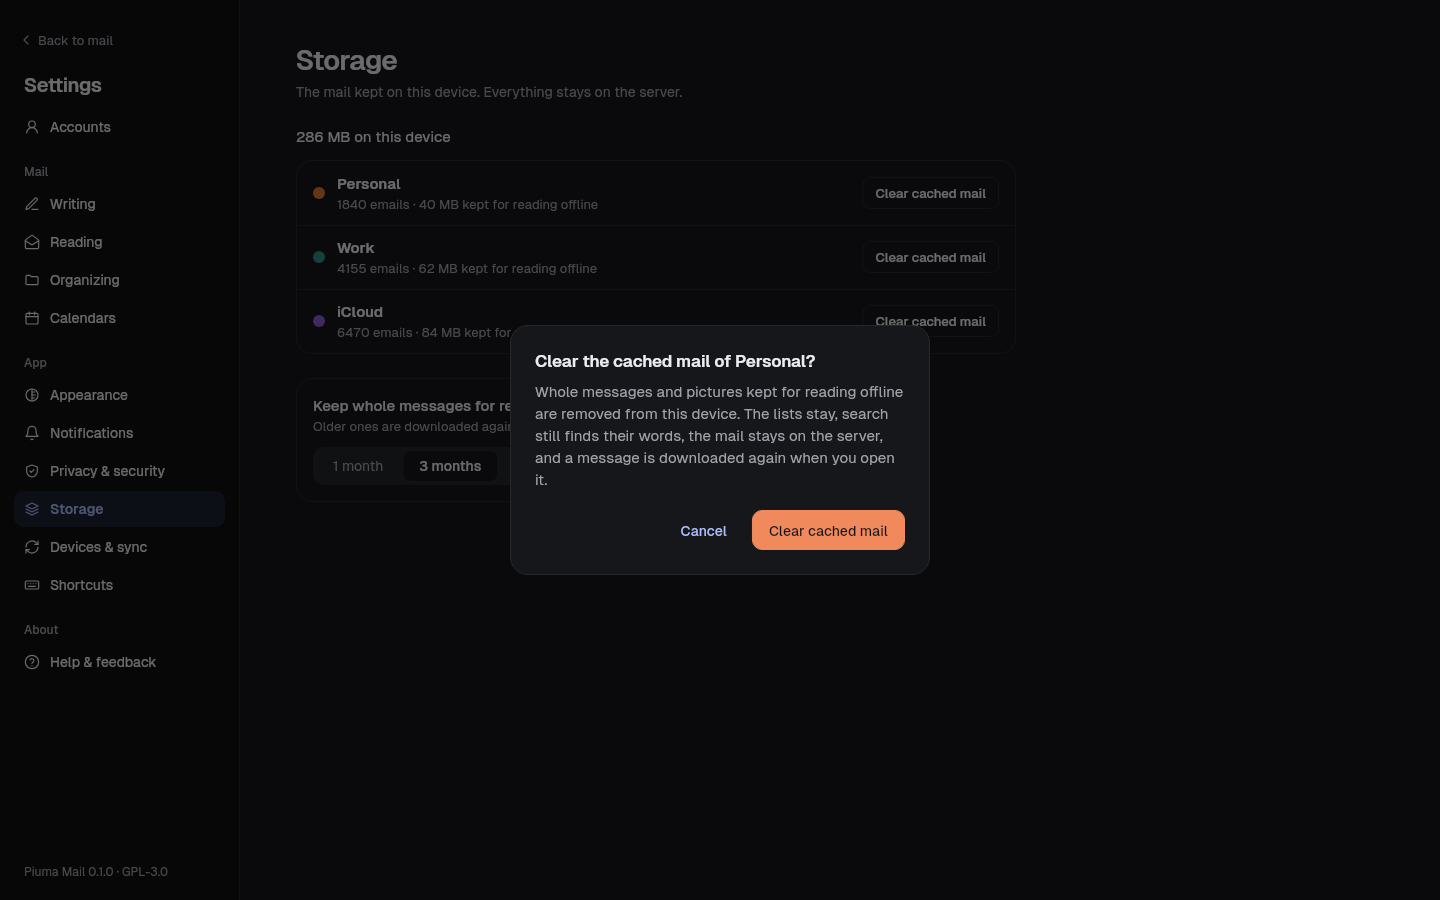 Back to mail
Settings
Accounts
Mail
Writing
Reading
Organizing
Calendars
App
Appearance
Notifications
Privacy & security
Storage
Devices & sync
Shortcuts
About
Help & feedback
Piuma Mail 0.1.0 · GPL-3.0
Storage
The mail kept on this device. Everything stays on the server.
286 MB on this device
Personal
1840 emails · 40 MB kept for reading offline
Clear cached mail
Work
4155 emails · 62 MB kept for reading offline
Clear cached mail
iCloud
6470 emails · 84 MB kept for
Clear cached mail
Keep whole messages for re
Older ones are downloaded again
1 month
3 months
Clear the cached mail of Personal?
Whole messages and pictures kept for reading offline
are removed from this device. The lists stay, search
still finds their words, the mail stays on the server,
and a message is downloaded again when you open
it.
Cancel
Clear cached mail